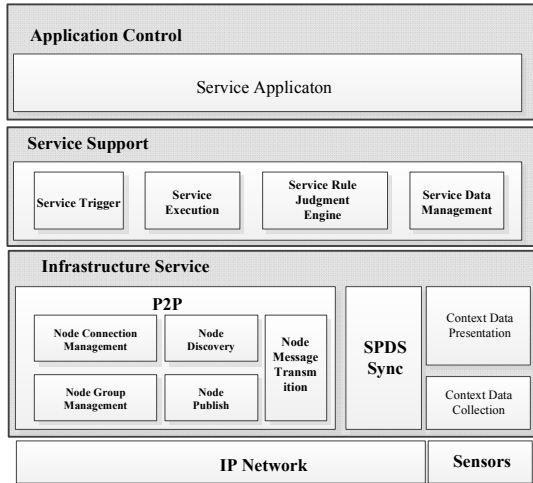 Application Control
Service Applicaton
Service Support
Service Trigger
Service
Execution
Service Rule
Judgment
Engine
Service Data
Management
Infrastructure Service
P2P
Node Connection
Management
Node
Discovery
Node
Message
Transm
ition
Node Group
Management
Node
Publish
SPDS
Sync
Context Data
Presentation
Context Data
Collection
IP Network
Sensors